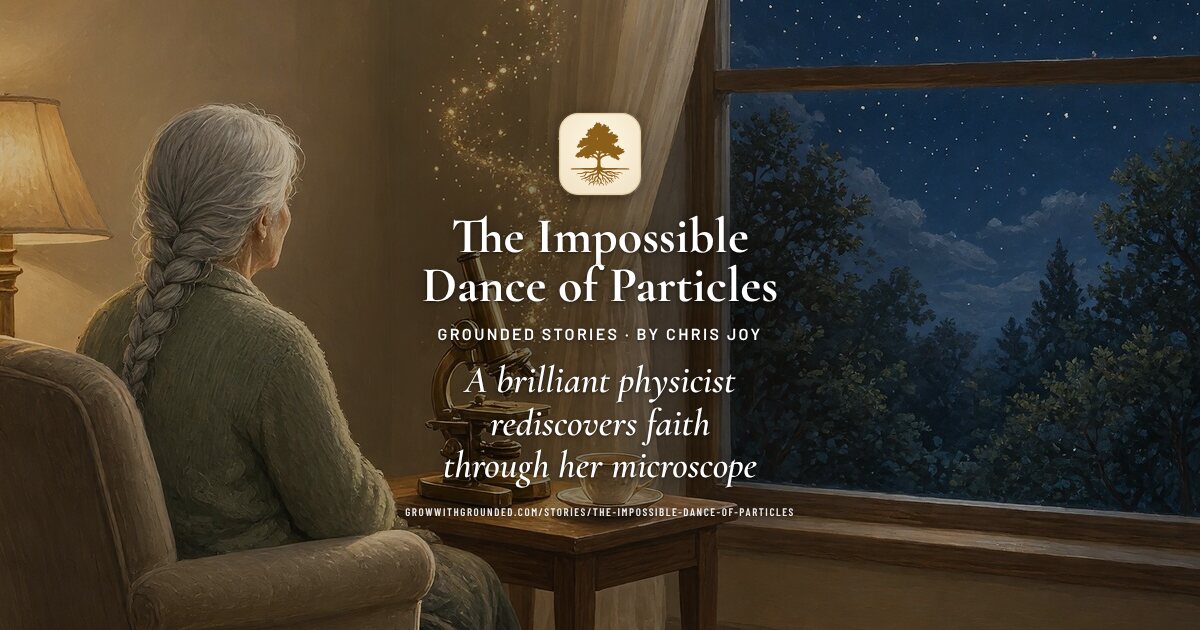 The Impossible
Dance of Particles
GROUNDED STORIES · BY CHRIS JOY
A brilliant physicist
rediscovers faith
through her microscope
GROWWITHGROUNDED.COM/STORIES/THE-IMPOSSIBLE-DANCE-OF-PARTICLES